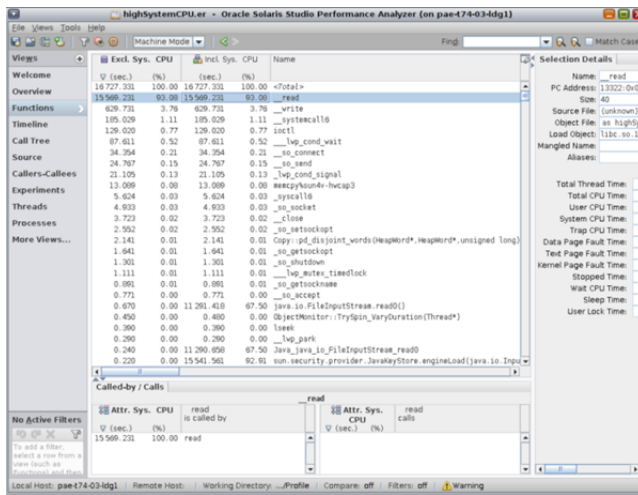 highSystemCPU.er - Oracle Solaris Studio Performance Analyzer (on pae-t74-03-ldg1)
File Views Tools Help
Machine Mode
Find:
Match Case
Views
Welcome
Overview
Functions
Timeline
Call Tree
Source
Callers-Callees
Experiments
Threads
Processes
More Views...
Excl. Sys. CPU Incl. Sys. CPU Name
(sec.) (%) (sec.) (%)
16 727.331 100.00 16 727.331 100.00 <Total>
15 569.231 93.08 15 569.231 93.08 __read
629.731 3.76 629.731 3.76 __write
185.029 1.11 185.029 1.11 __systemcall6
129.020 0.77 129.020 0.77 ioctl
87.611 0.52 87.611 0.52 ___lwp_cond_wait
34.354 0.21 34.354 0.21 __so_connect
24.767 0.15 24.767 0.15 __so_send
21.105 0.13 21.105 0.13 __lwp_cond_signal
13.089 0.08 13.089 0.08 memcpy%sun4v-hwcap3
5.624 0.03 5.624 0.03 _syscall6
4.933 0.03 4.933 0.03 _so_socket
3.723 0.02 3.723 0.02 __close
2.552 0.02 2.552 0.02 _so_setsockopt
2.141 0.01 2.141 0.01 Copy::pd_disjoint_words(HeapWord*,HeapWord*,unsigned long)
1.641 0.01 1.641 0.01 _so_getsockopt
1.301 0.01 1.301 0.01 _so_shutdown
1.111 0.01 1.111 0.01 ___lwp_mutex_timedlock
0.891 0.01 0.891 0.01 _so_getsockname
0.771 0.00 0.771 0.00 __so_accept
0.670 0.00 11 291.418 67.50 java.io.FileInputStream.read0()
0.450 0.00 0.480 0.00 ObjectMonitor::TrySpin_VaryDuration(Thread*)
0.390 0.00 0.390 0.00 lseek
0.290 0.00 0.290 0.00 __lwp_park
0.240 0.00 11 290.658 67.50 Java_java_io_FileInputStream_read0
0.220 0.00 15 541.561 92.91 sun.security.provider.JavaKeyStore.engineLoad(java.io.Inpu
Called-by / Calls
__read
Attr. Sys. CPU read is called by
(sec.) (%)
15 569.231 100.00 read
Attr. Sys. CPU read calls
(sec.) (%)
Selection Details
Name: __read
PC Address: 13322:0x0
Size: 40
Source File: (unknown)
Object File: as highSy
Load Object: libc.so.1
Mangled Name:
Aliases:
Total Thread Time:
Total CPU Time:
User CPU Time:
System CPU Time:
Trap CPU Time:
Data Page Fault Time:
Text Page Fault Time:
Kernel Page Fault Time:
Stopped Time:
Wait CPU Time:
Sleep Time:
User Lock Time:
No Active Filters
To add a filter,
select a row from a
view (such as
Functions) and then
Local Host: pae-t74-03-ldg1 Remote Host: Working Directory: .../Profile Compare: off Filters: off Warning